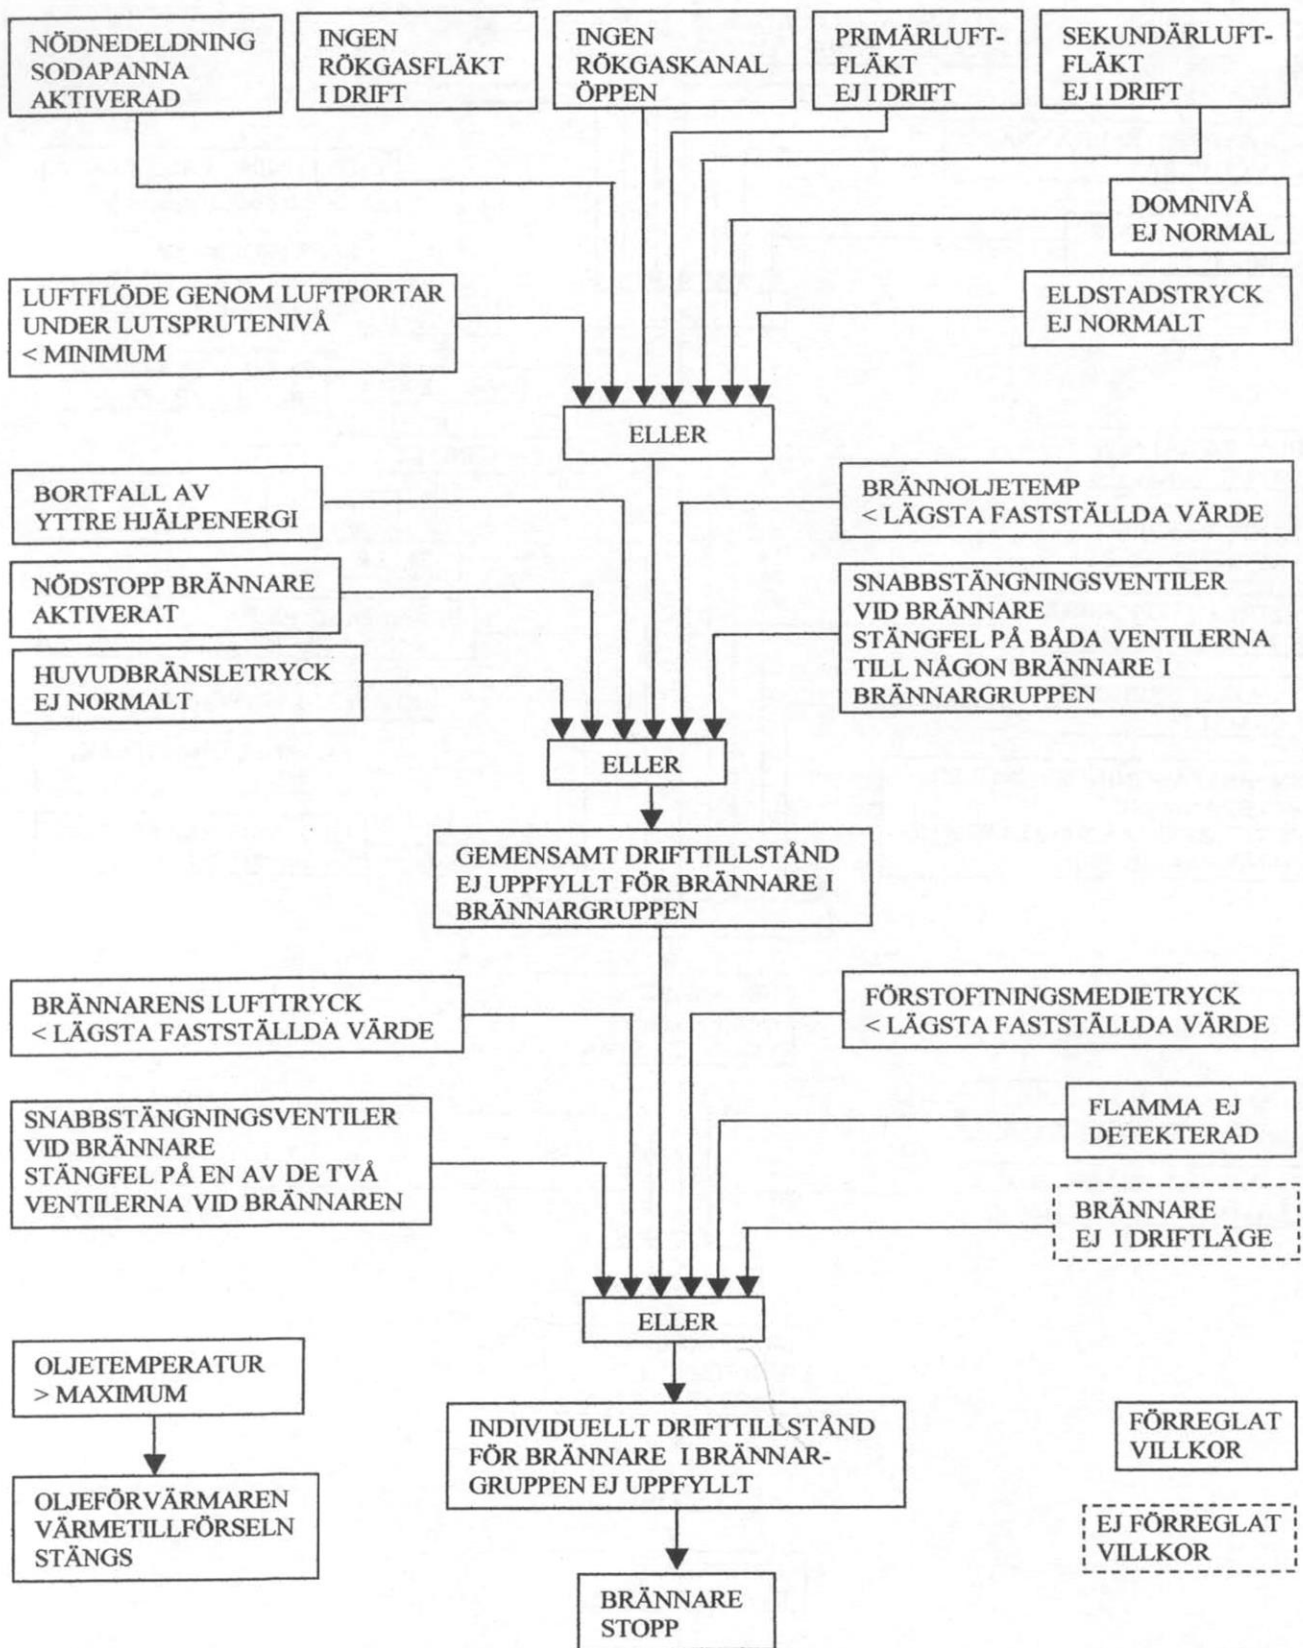 NÖDNEDELDNING
SODAPANNA
AKTIVERAD
INGEN
RÖKGASFLÄKT
I DRIFT
INGEN
RÖKGASKANAL
ÖPPEN
PRIMÄRLUFT-
FLÄKT
EJ I DRIFT
SEKUNDÄRLUFT-
FLÄKT
EJ I DRIFT
DOMNIVÅ
EJ NORMAL
LUFTFLÖDE GENOM LUFTPORTAR
UNDER LUTSPRUTENIVÅ
< MINIMUM
ELDSTADSTRYCK
EJ NORMALT
ELLER
BORTFALL AV
YTTRE HJÄLPENERGI
BRÄNNOLJETEMP
< LÄGSTA FASTSTÄLLDA VÄRDE
NÖDSTOPP BRÄNNARE
AKTIVERAT
SNABBSTÄNGNINGSVENTILER
VID BRÄNNARE
STÄNGFEL PÅ BÅDA VENTILERNA
TILL NÅGON BRÄNNARE I
BRÄNNARGRUPPEN
HUVUDBRÄNSLETRYCK
EJ NORMALT
ELLER
GEMENSAMT DRIFTTILLSTÅND
EJ UPPFYLLT FÖR BRÄNNARE I
BRÄNNARGRUPPEN
BRÄNNARENS LUFTTRYCK
< LÄGSTA FASTSTÄLLDA VÄRDE
FÖRSTOFTNINGSMEDIETRYCK
< LÄGSTA FASTSTÄLLDA VÄRDE
SNABBSTÄNGNINGSVENTILER
VID BRÄNNARE
STÄNGFEL PÅ EN AV DE TVÅ
VENTILERNA VID BRÄNNAREN
FLAMMA EJ
DETEKTERAD
BRÄNNARE
EJ I DRIFTLÄGE
ELLER
OLJETEMPERATUR
> MAXIMUM
INDIVIDUELLT DRIFTTILLSTÅND
FÖR BRÄNNARE I BRÄNNAR-
GRUPPEN EJ UPPFYLLT
FÖRREGLAT
VILLKOR
OLJEFÖRVÄRMAREN
VÄRMETILLFÖRSELN
STÄNGS
EJ FÖRREGLAT
VILLKOR
BRÄNNARE
STOPP